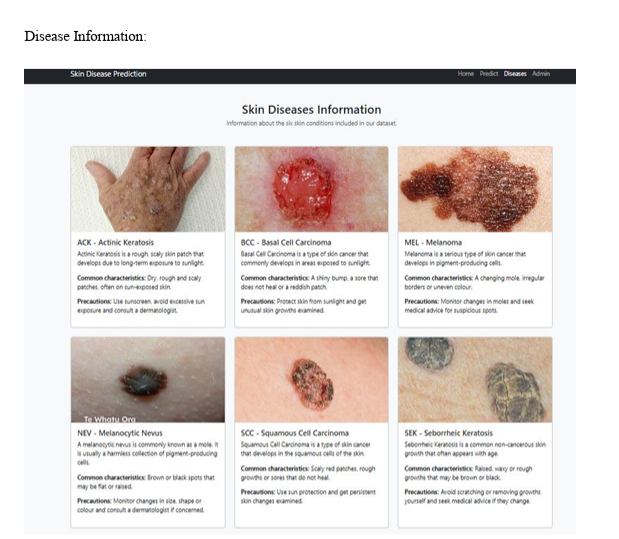 Disease Information:
Skin Disease Prediction
Home Predict Diseases Admin
Skin Diseases Information
Information about the six skin conditions included in our dataset.
ACK - Actinic Keratosis
Actinic Keratosis is a rough, scaly skin patch that
develops due to long-term exposure to sunlight.
Common characteristics: Dry, rough and scaly
patches, often on sun-exposed skin.
Precautions: Use sunscreen, avoid excessive sun
exposure and consult a dermatologist.
BCC - Basal Cell Carcinoma
Basal Cell Carcinoma is a type of skin cancer that
commonly develops in areas exposed to sunlight.
Common characteristics: A shiny bump, a sore that
does not heal or a reddish patch.
Precautions: Protect skin from sunlight and get
unusual skin growths examined.
MEL - Melanoma
Melanoma is a serious type of skin cancer that
develops in pigment-producing cells.
Common characteristics: A changing mole, irregular
borders or uneven colour.
Precautions: Monitor changes in moles and seek
medical advice for suspicious spots.
Te Whatu Ora
NEV - Melanocytic Nevus
A melanocytic nevus is commonly known as a mole. It
is usually a harmless collection of pigment-producing
cells.
Common characteristics: Brown or black spots that
may be flat or raised.
Precautions: Monitor changes in size, shape or
colour and consult a dermatologist if concerned.
SCC - Squamous Cell Carcinoma
Squamous Cell Carcinoma is a type of skin cancer
that develops in the squamous cells of the skin.
Common characteristics: Scaly red patches, rough
growths or sores that do not heal.
Precautions: Use sun protection and get persistent
skin changes examined.
SEK - Seborrheic Keratosis
Seborrheic Keratosis is a common non-cancerous skin
growth that often appears with age.
Common characteristics: Raised, waxy or rough
growths that may be brown or black.
Precautions: Avoid scratching or removing growths
yourself and seek medical advice if they change.